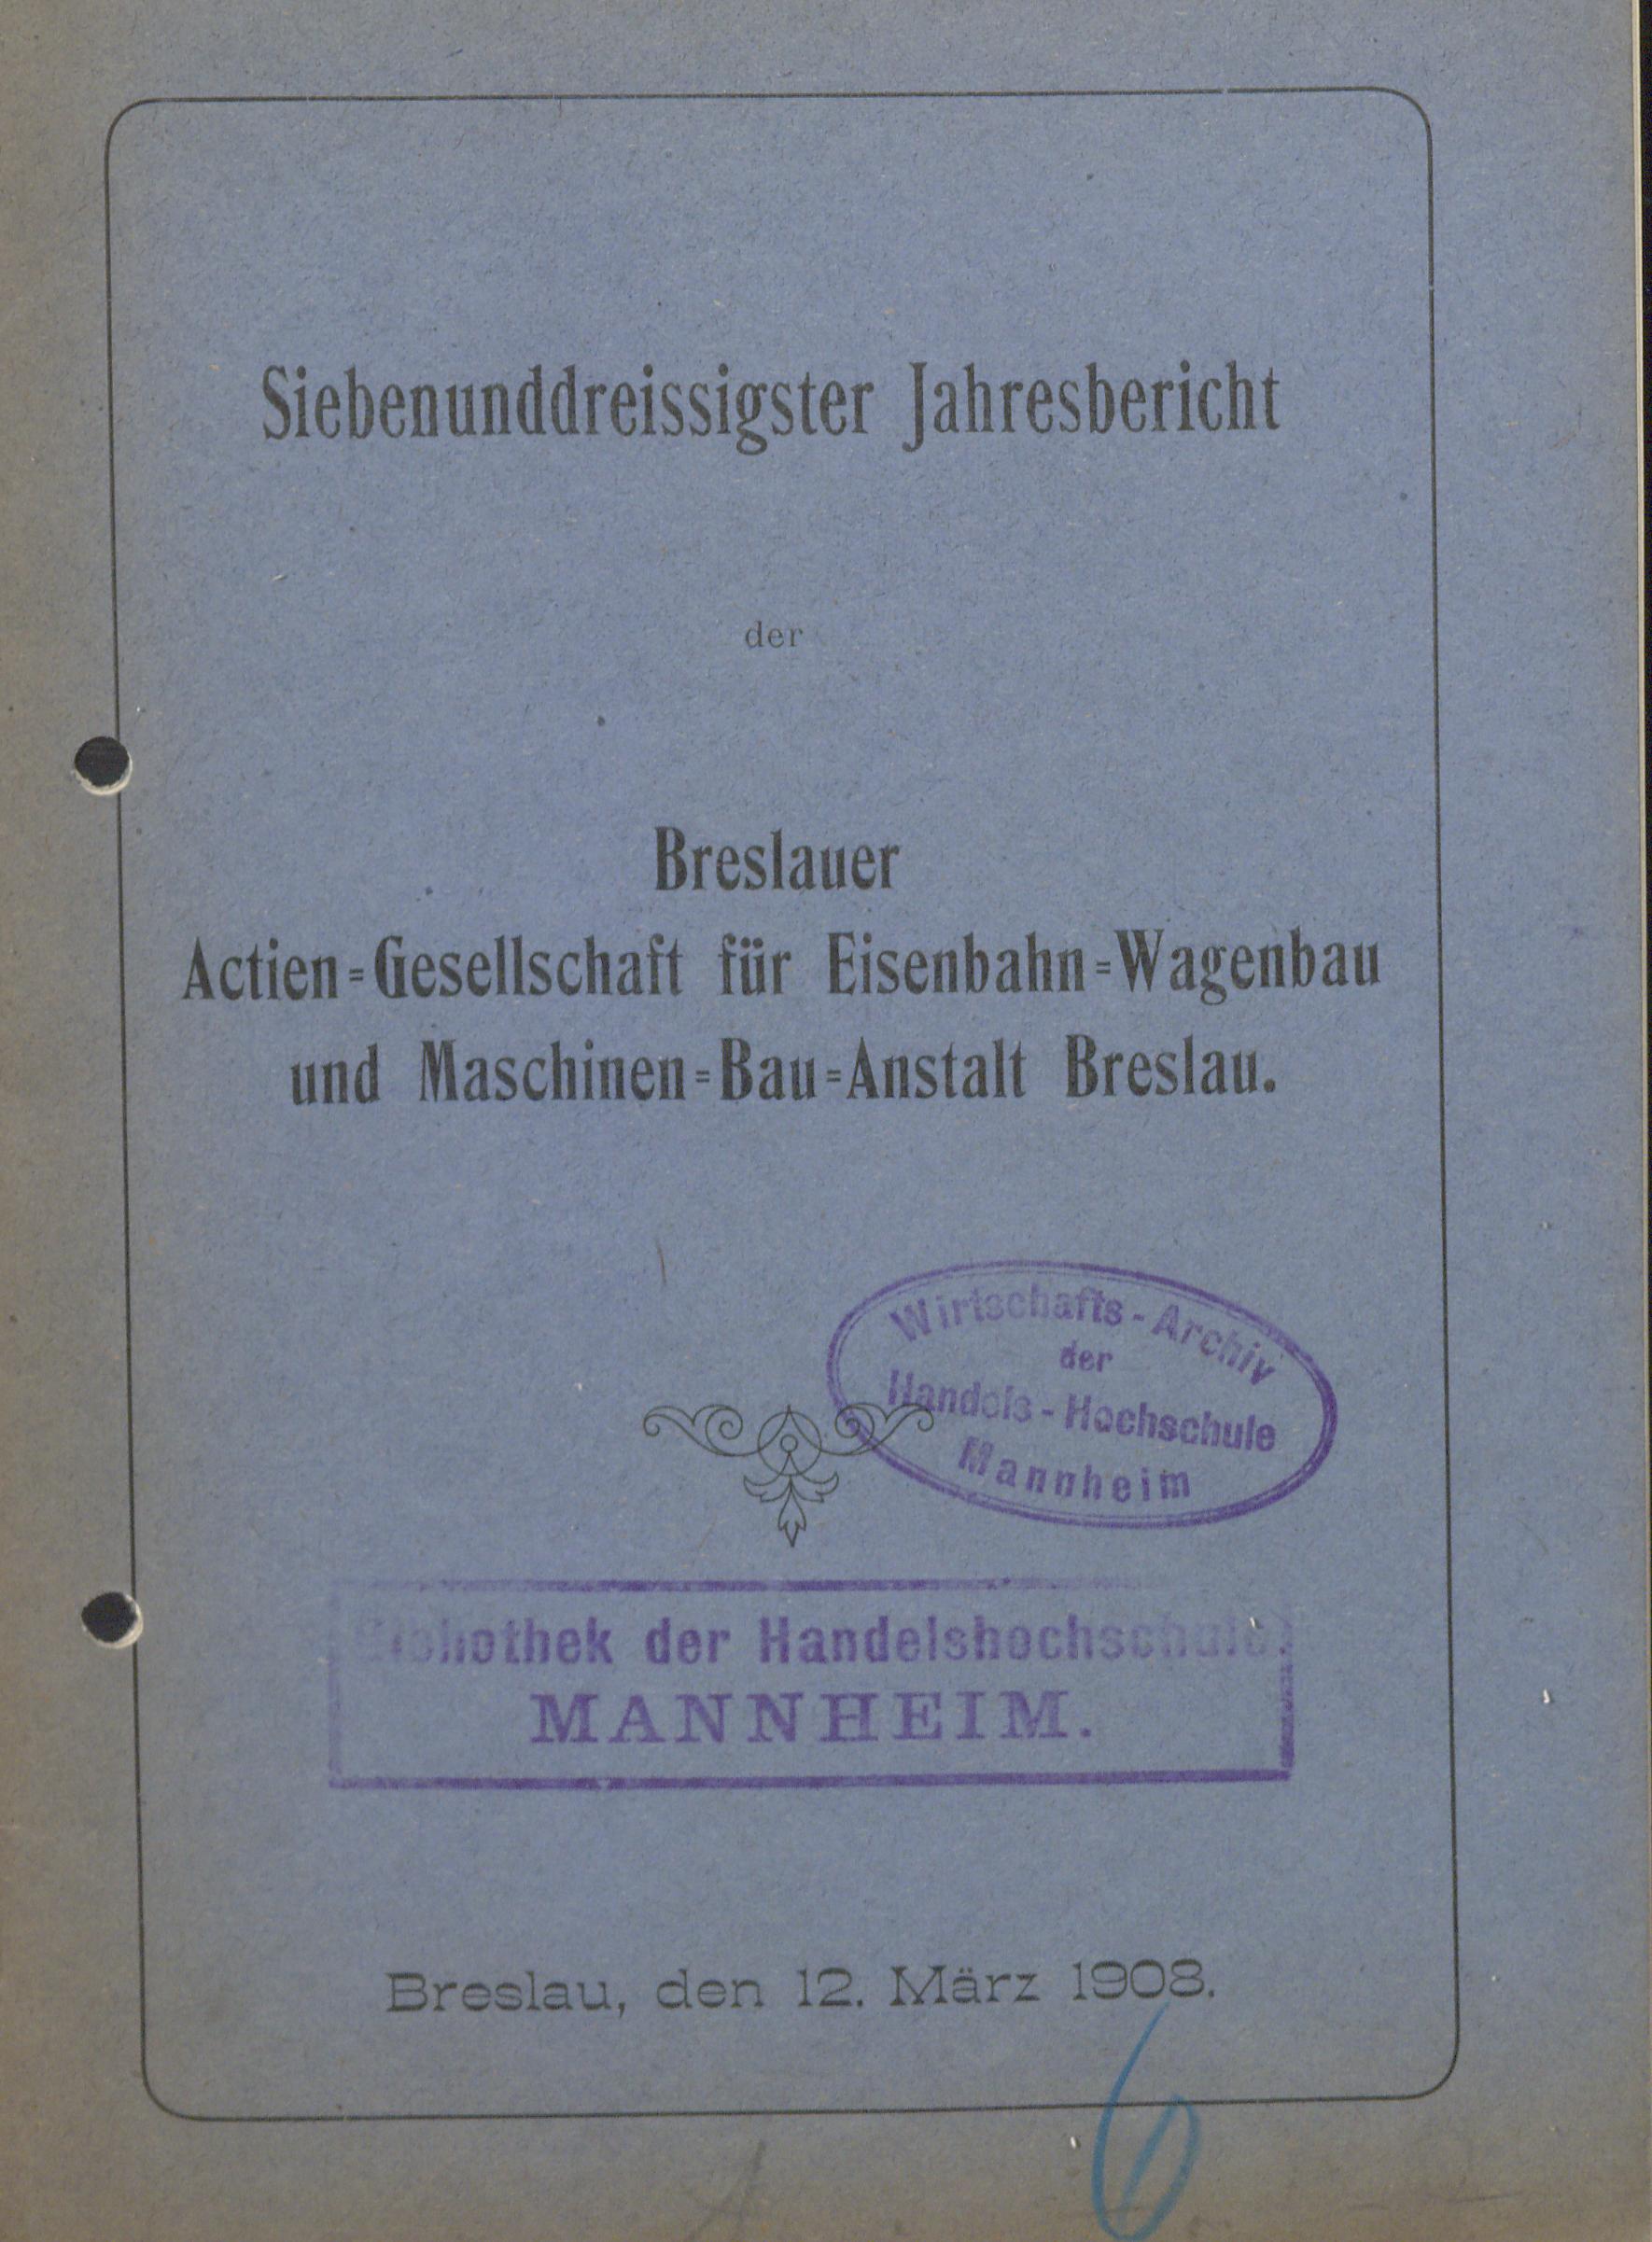 Siebenunddreissigster Jahresbericht
der
Breslauer
Actien=Gesellschaft für Eisenbahn=Wagenbau
und Maschinen=Bau=Anstalt Breslau.
Wirtschafts-Archiv
der
Handels-Hochschule
Mannheim
Bibliothek der Handelshochschule
MANNHEIM.
Breslau, den 12. März 1908.
6